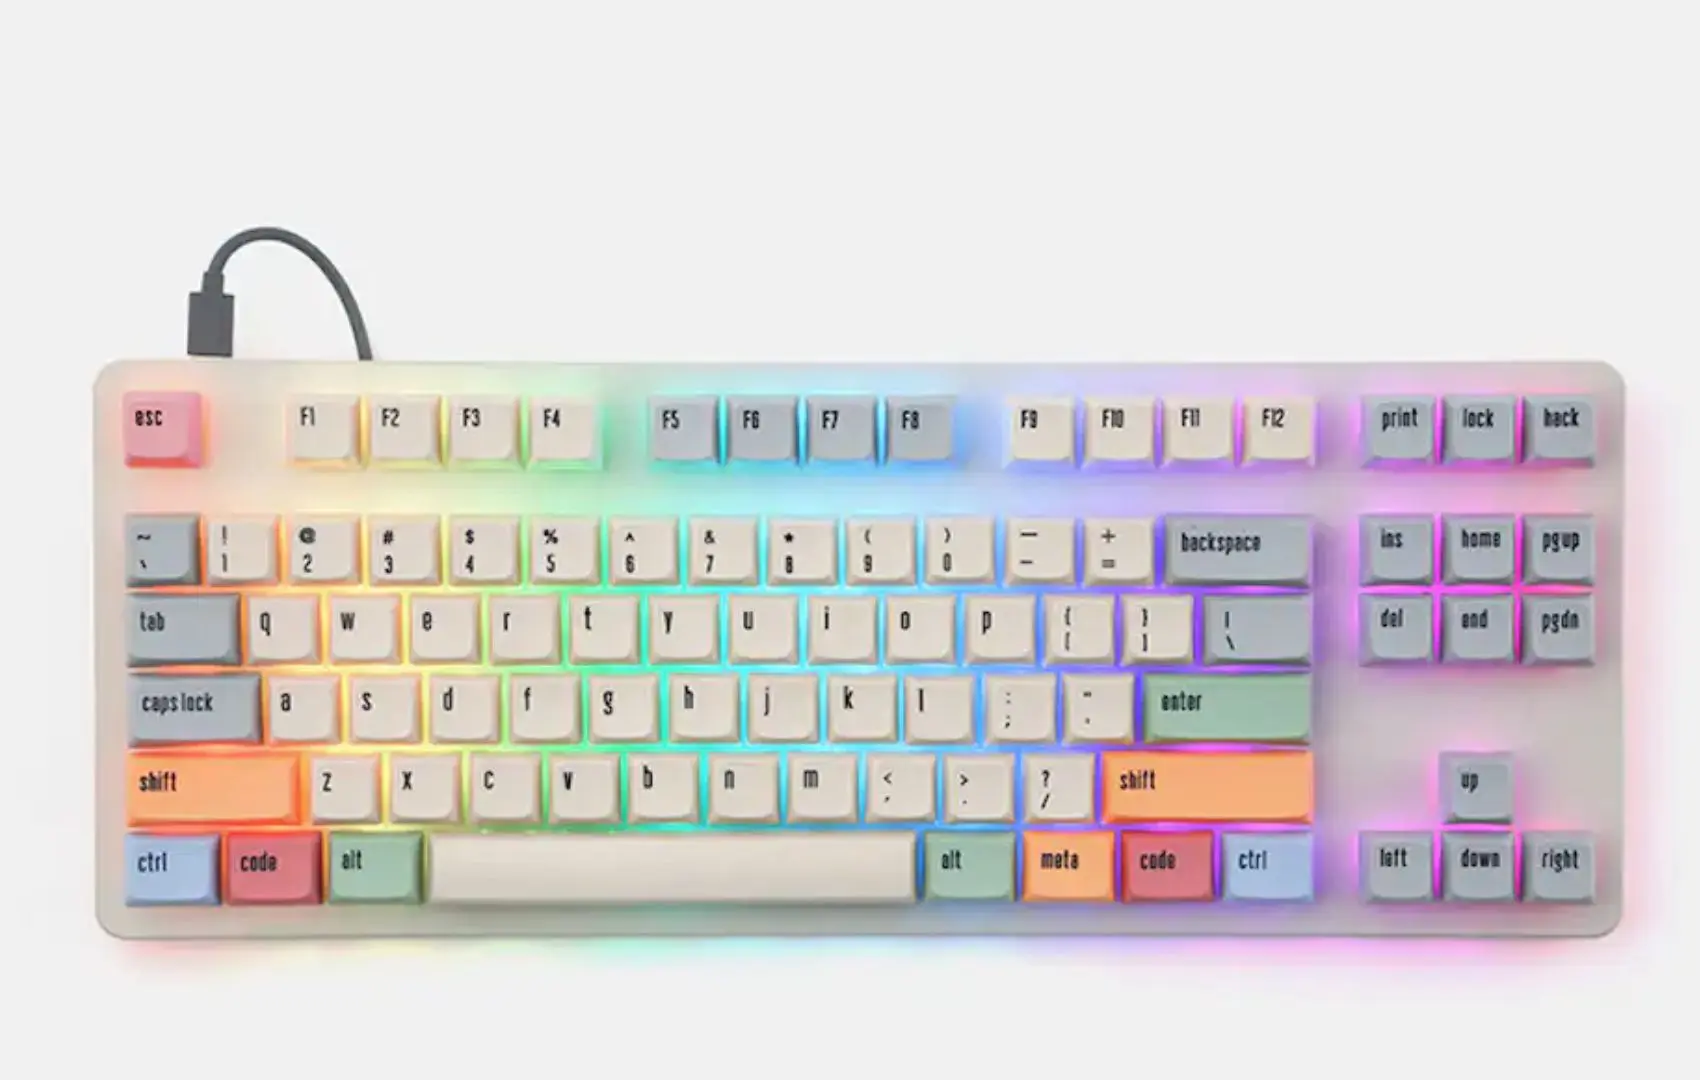 esc F1 F2 F3 F4 F5 F6 F7 F8 F9 F10 F11 F12 print lock hack
~ ! @ # $ % ^ & * ( ) — +
` 1 2 3 4 5 6 7 8 9 0 - = backspace ins home pgup
tab q w e r t y u i o p { } | del end pgdn
[ ] \
caps lock a s d f g h j k l : " enter
; '
shift z x c v b n m < > ? shift up
, . /
ctrl code alt alt meta code ctrl left down right